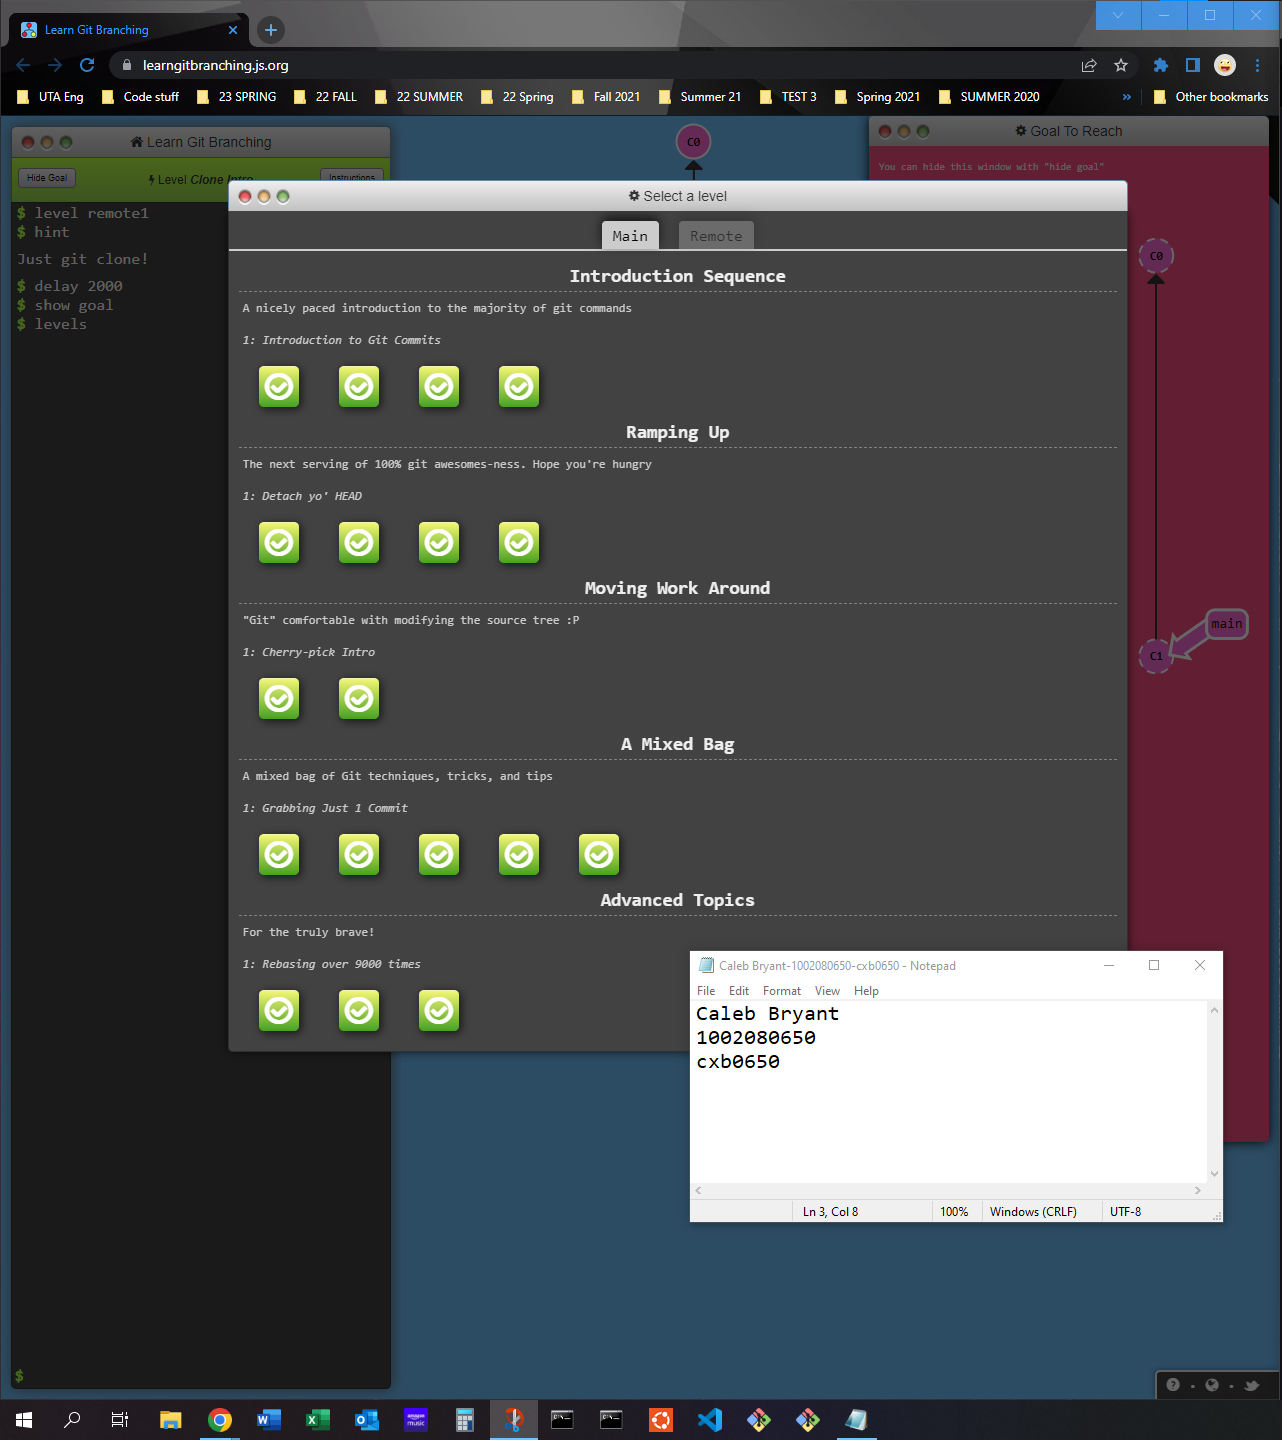 Learn Git Branching
learngitbranching.js.org
UTA Eng
Code stuff
23 SPRING
22 FALL
22 SUMMER
22 Spring
Fall 2021
Summer 21
TEST 3
Spring 2021
SUMMER 2020
»
Other bookmarks
Learn Git Branching
Hide Goal
Level Clone Intro
Instructions
$ level remote1
$ hint
Just git clone!
$ delay 2000
$ show goal
$ levels
$
C0
Goal To Reach
You can hide this window with "hide goal"
C0
main
C1
Select a level
Main
Remote
Introduction Sequence
A nicely paced introduction to the majority of git commands
1: Introduction to Git Commits
Ramping Up
The next serving of 100% git awesomes-ness. Hope you're hungry
1: Detach yo' HEAD
Moving Work Around
"Git" comfortable with modifying the source tree :P
1: Cherry-pick Intro
A Mixed Bag
A mixed bag of Git techniques, tricks, and tips
1: Grabbing Just 1 Commit
Advanced Topics
For the truly brave!
1: Rebasing over 9000 times
Caleb Bryant-1002080650-cxb0650 - Notepad
File Edit Format View Help
Caleb Bryant
1002080650
cxb0650
Ln 3, Col 8
100%
Windows (CRLF)
UTF-8
amazon music